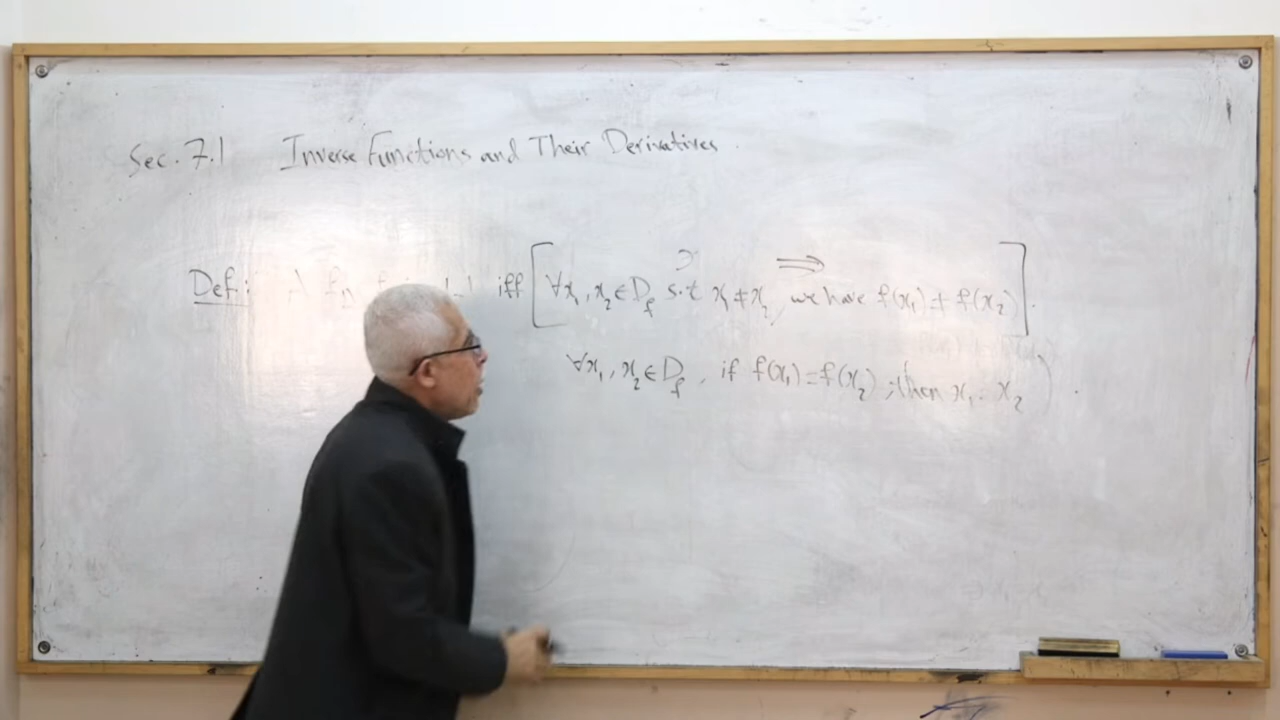 Sec. 7.1 Inverse Functions and Their Derivatives
Def: A fn iff [∀x₁, x₂ ∈ D_f s.t x₁ ≠ x₂, we have f(x₁) ≠ f(x₂)].
⟹
∀x₁, x₂ ∈ D_f, if f(x₁) = f(x₂), then x₁ = x₂) .